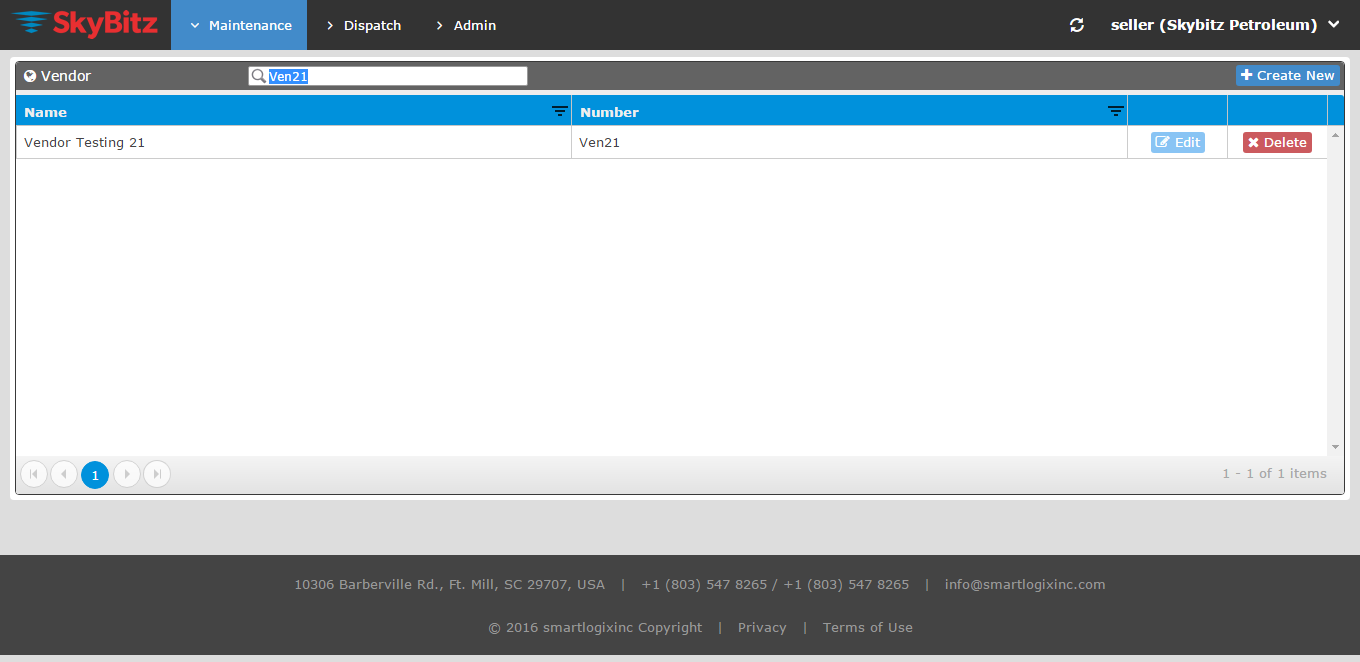 SkyBitz Maintenance Dispatch Admin seller (Skybitz Petroleum)
Vendor Ven21 Create New
Name Number
Vendor Testing 21 Ven21 Edit Delete
1 1 - 1 of 1 items
10306 Barberville Rd., Ft. Mill, SC 29707, USA | +1 (803) 547 8265 / +1 (803) 547 8265 | info@smartlogixinc.com
© 2016 smartlogixinc Copyright | Privacy | Terms of Use